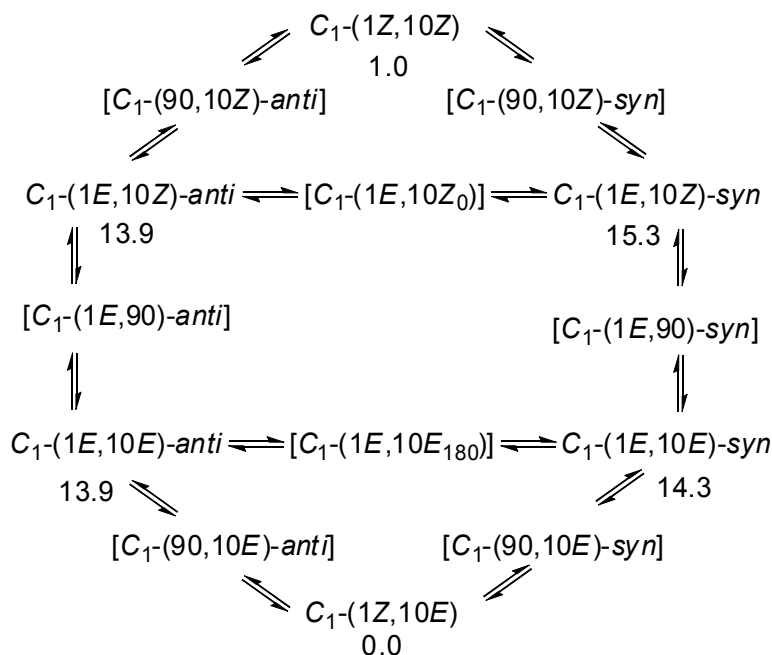 C₁-(1Z,10Z)
1.0
[C₁-(90,10Z)-anti] [C₁-(90,10Z)-syn]
C₁-(1E,10Z)-anti [C₁-(1E,10Z₀)] C₁-(1E,10Z)-syn
13.9 15.3
[C₁-(1E,90)-anti] [C₁-(1E,90)-syn]
C₁-(1E,10E)-anti [C₁-(1E,10E₁₈₀)] C₁-(1E,10E)-syn
13.9 14.3
[C₁-(90,10E)-anti] [C₁-(90,10E)-syn]
C₁-(1Z,10E)
0.0